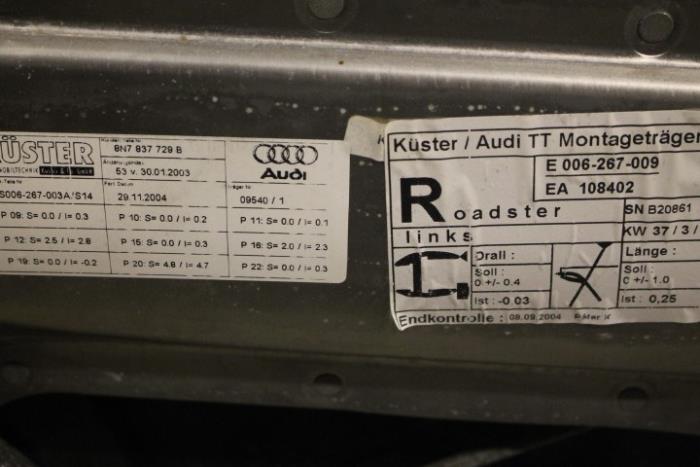 KÜSTER
8N7 837 729 B
53 v. 30.01.2003
Audi
S006-267-003A/S14
29.11.2004
09540 / 1
P 09: S= 0.0 / I= 0.3 P 10: S= 0.0 / I= 0.2 P 11: S= 0.0 / I= 0.1
P 12: S= 2.5 / I= 2.8 P 15: S= 0.0 / I= 0.3 P 16: S= 2.0 / I= 2.3
P 19: S= 0.0 / I= -0.2 P 20: S= 4.8 / I= 4.7 P 22: S= 0.0 / I= 0.3
Küster / Audi TT Montageträger
E 006-267-009
EA 108402
Roadster
SN B20861
links
KW 37 / 3 /
Drall :
Soll :
0 +/- 0.4
Ist : -0.03
Länge :
Soll :
0 +/- 1.0
Ist : 0,25
Endkontrolle : 08.09.2004